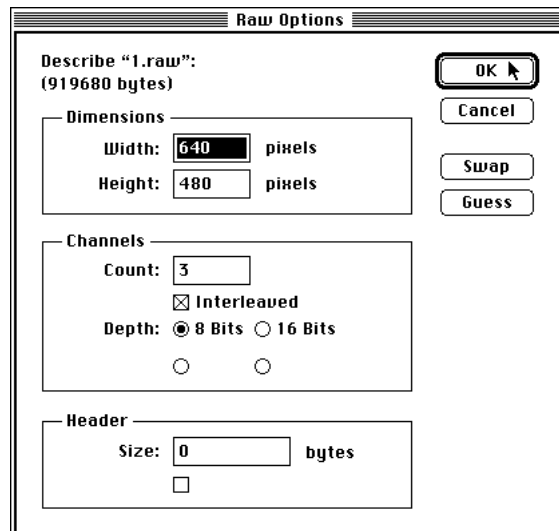 Raw Options
Describe “1.raw”:
(919680 bytes)
OK
Cancel
Dimensions
Width: 640 pixels
Height: 480 pixels
Swap
Guess
Channels
Count: 3
Interleaved
Depth: 8 Bits 16 Bits
Header
Size: 0 bytes